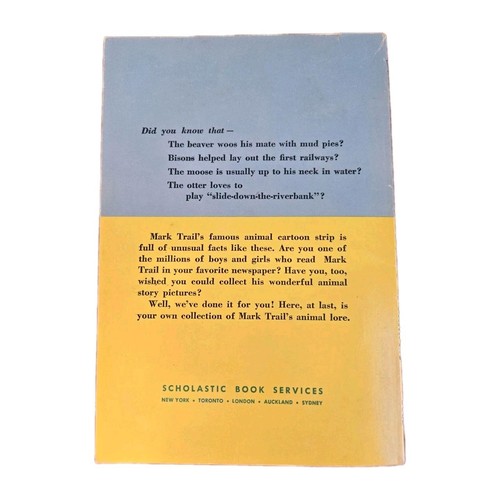 Did you know that—
The beaver woos his mate with mud pies?
Bisons helped lay out the first railways?
The moose is usually up to his neck in water?
The otter loves to
play "slide-down-the-riverbank"?
Mark Trail's famous animal cartoon strip is
full of unusual facts like these. Are you one of
the millions of boys and girls who read Mark
Trail in your favorite newspaper? Have you, too,
wished you could collect his wonderful animal
story pictures?
Well, we've done it for you! Here, at last, is
your own collection of Mark Trail's animal lore.
SCHOLASTIC BOOK SERVICES
NEW YORK • TORONTO • LONDON • AUCKLAND • SYDNEY